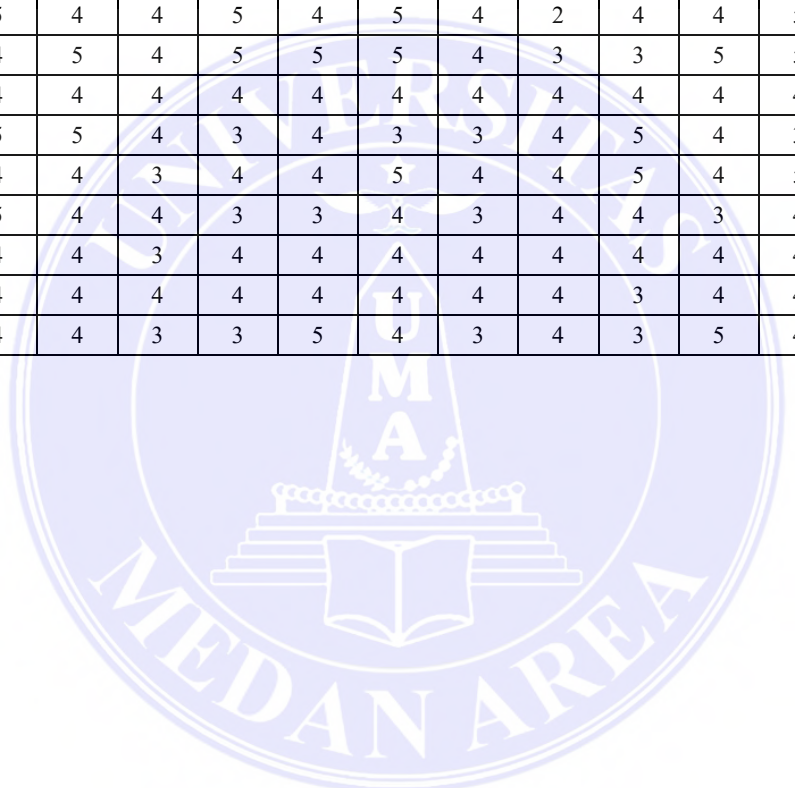 4 4 5 4 5 4 2 4 4
5 4 5 5 5 4 3 3 5
4 4 4 4 4 4 4 4 4
5 4 3 4 3 3 4 5 4
4 3 4 4 5 4 4 5 4
4 4 3 3 4 3 4 4 3
4 3 4 4 4 4 4 4 4
4 4 4 4 4 4 4 3 4
4 3 3 5 4 3 4 3 5
UNIVERSITAS
UMA
MEDAN AREA